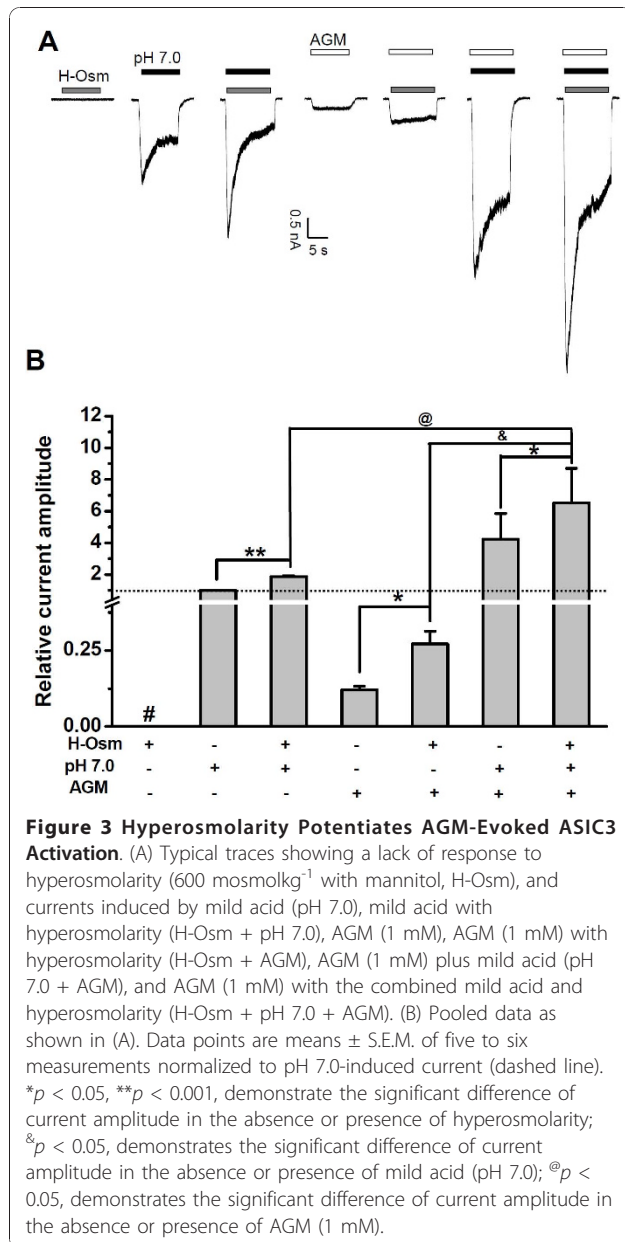 A
AGM
pH 7.0
H-Osm
0.5 nA
5 s
B
12
10
8
6
4
2
0.25
0.00
Relative current amplitude
@
&
*
**
*
#
H-Osm + - + - + - +
pH 7.0 - + + - - + +
AGM - - - + + + +
Figure 3 Hyperosmolarity Potentiates AGM-Evoked ASIC3
Activation. (A) Typical traces showing a lack of response to
hyperosmolarity (600 mosmolkg⁻¹ with mannitol, H-Osm), and
currents induced by mild acid (pH 7.0), mild acid with
hyperosmolarity (H-Osm + pH 7.0), AGM (1 mM), AGM (1 mM) with
hyperosmolarity (H-Osm + AGM), AGM (1 mM) plus mild acid (pH
7.0 + AGM), and AGM (1 mM) with the combined mild acid and
hyperosmolarity (H-Osm + pH 7.0 + AGM). (B) Pooled data as
shown in (A). Data points are means ± S.E.M. of five to six
measurements normalized to pH 7.0-induced current (dashed line).
*p < 0.05, **p < 0.001, demonstrate the significant difference of
current amplitude in the absence or presence of hyperosmolarity;
&p < 0.05, demonstrates the significant difference of current
amplitude in the absence or presence of mild acid (pH 7.0); @p <
0.05, demonstrates the significant difference of current amplitude in
the absence or presence of AGM (1 mM).